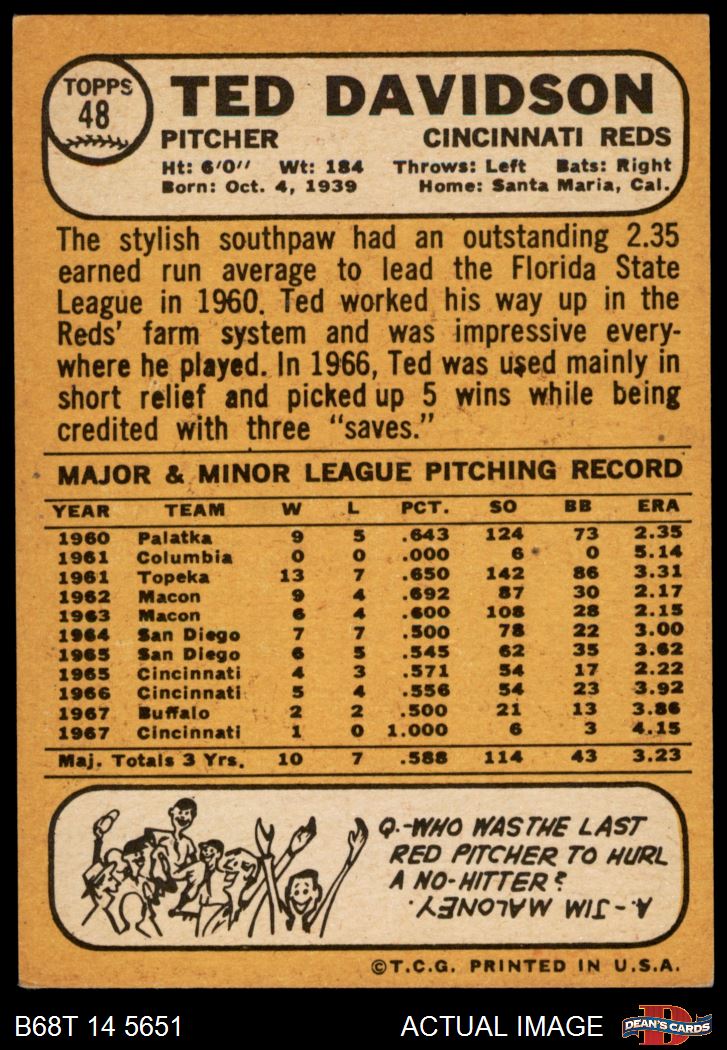 TOPPS
48
TED DAVIDSON
PITCHER CINCINNATI REDS
Ht: 6'0" Wt: 184 Throws: Left Bats: Right
Born: Oct. 4, 1939 Home: Santa Maria, Cal.
The stylish southpaw had an outstanding 2.35
earned run average to lead the Florida State
League in 1960. Ted worked his way up in the
Reds' farm system and was impressive every-
where he played. In 1966, Ted was used mainly in
short relief and picked up 5 wins while being
credited with three "saves."
MAJOR & MINOR LEAGUE PITCHING RECORD
YEAR TEAM W L PCT. SO BB ERA
1960 Palatka 9 5 .643 124 73 2.35
1961 Columbia 0 0 .000 6 0 5.14
1961 Topeka 13 7 .650 142 86 3.31
1962 Macon 9 4 .692 87 30 2.17
1963 Macon 6 4 .600 108 28 2.15
1964 San Diego 7 7 .500 78 22 3.00
1965 San Diego 6 5 .545 62 35 3.62
1965 Cincinnati 4 3 .571 54 17 2.22
1966 Cincinnati 5 4 .556 54 23 3.92
1967 Buffalo 2 2 .500 21 13 3.86
1967 Cincinnati 1 0 1.000 6 3 4.15
Maj. Totals 3 Yrs. 10 7 .588 114 43 3.23
Q.-WHO WAS THE LAST
RED PITCHER TO HURL
A NO-HITTER?
A.-JIM MALONEY.
©T.C.G. PRINTED IN U.S.A.
B68T 14 5651 ACTUAL IMAGE D DEAN'S CARDS